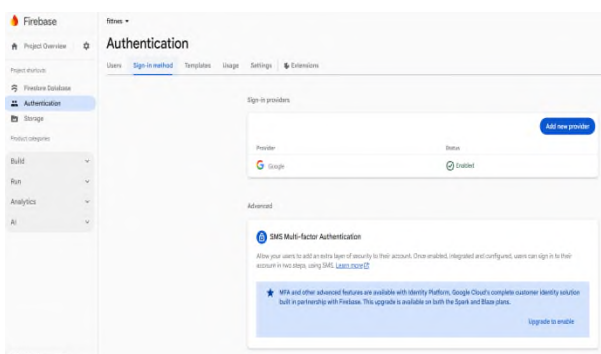 Firebase
Project Overview
Project shortcuts
Firestore Database
Authentication
Storage
Product categories
Build
Run
Analytics
AI
fittnes
Authentication
Users Sign-in method Templates Usage Settings Extensions
Sign-in providers
Add new provider
Provider Status
Google Enabled
Advanced
SMS Multi-factor Authentication
Allow your users to add an extra layer of security to their account. Once enabled, integrated and configured, users can sign in to their
account in two steps, using SMS. Learn more
MFA and other advanced features are available with Identity Platform, Google Cloud's complete customer identity solution
built in partnership with Firebase. This upgrade is available on both the Spark and Blaze plans.
Upgrade to enable